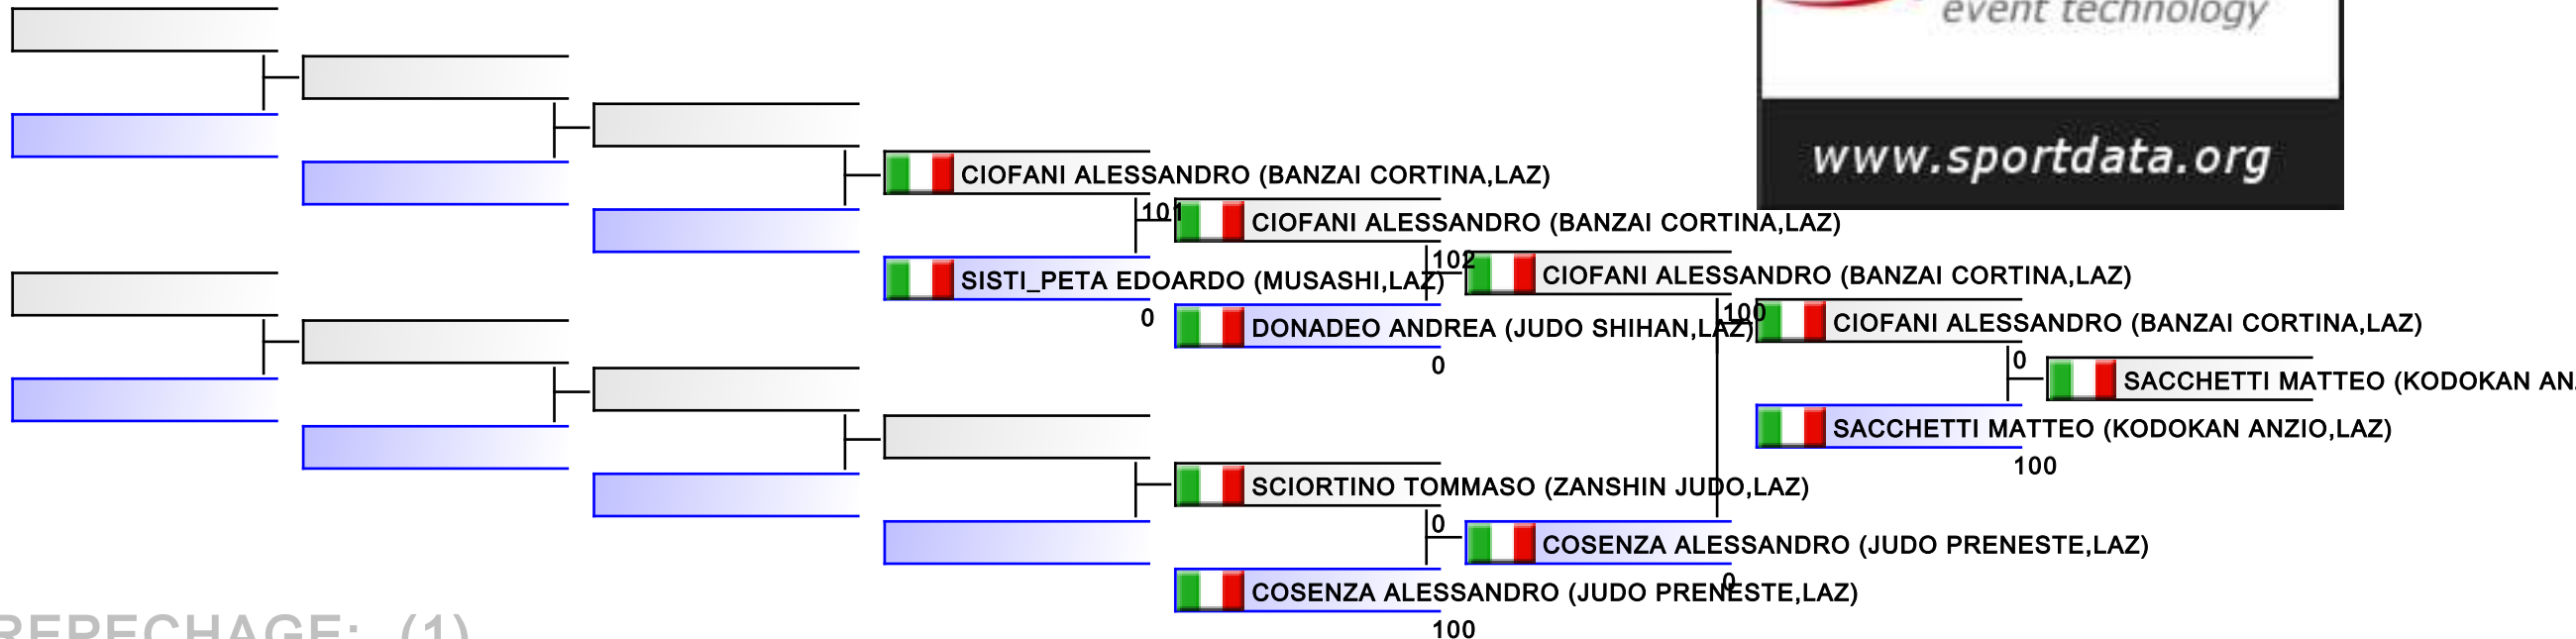 event technology
www.sportdata.org
CIOFANI ALESSANDRO (BANZAI CORTINA,LAZ)
101
CIOFANI ALESSANDRO (BANZAI CORTINA,LAZ)
SISTI_PETA EDOARDO (MUSASHI,LAZ)
0
102
CIOFANI ALESSANDRO (BANZAI CORTINA,LAZ)
DONADEO ANDREA (JUDO SHIHAN,LAZ)
0
100
CIOFANI ALESSANDRO (BANZAI CORTINA,LAZ)
0
SACCHETTI MATTEO (KODOKAN AN
SACCHETTI MATTEO (KODOKAN ANZIO,LAZ)
100
SCIORTINO TOMMASO (ZANSHIN JUDO,LAZ)
0
COSENZA ALESSANDRO (JUDO PRENESTE,LAZ)
0
COSENZA ALESSANDRO (JUDO PRENESTE,LAZ)
100
REPECHAGE: (1)